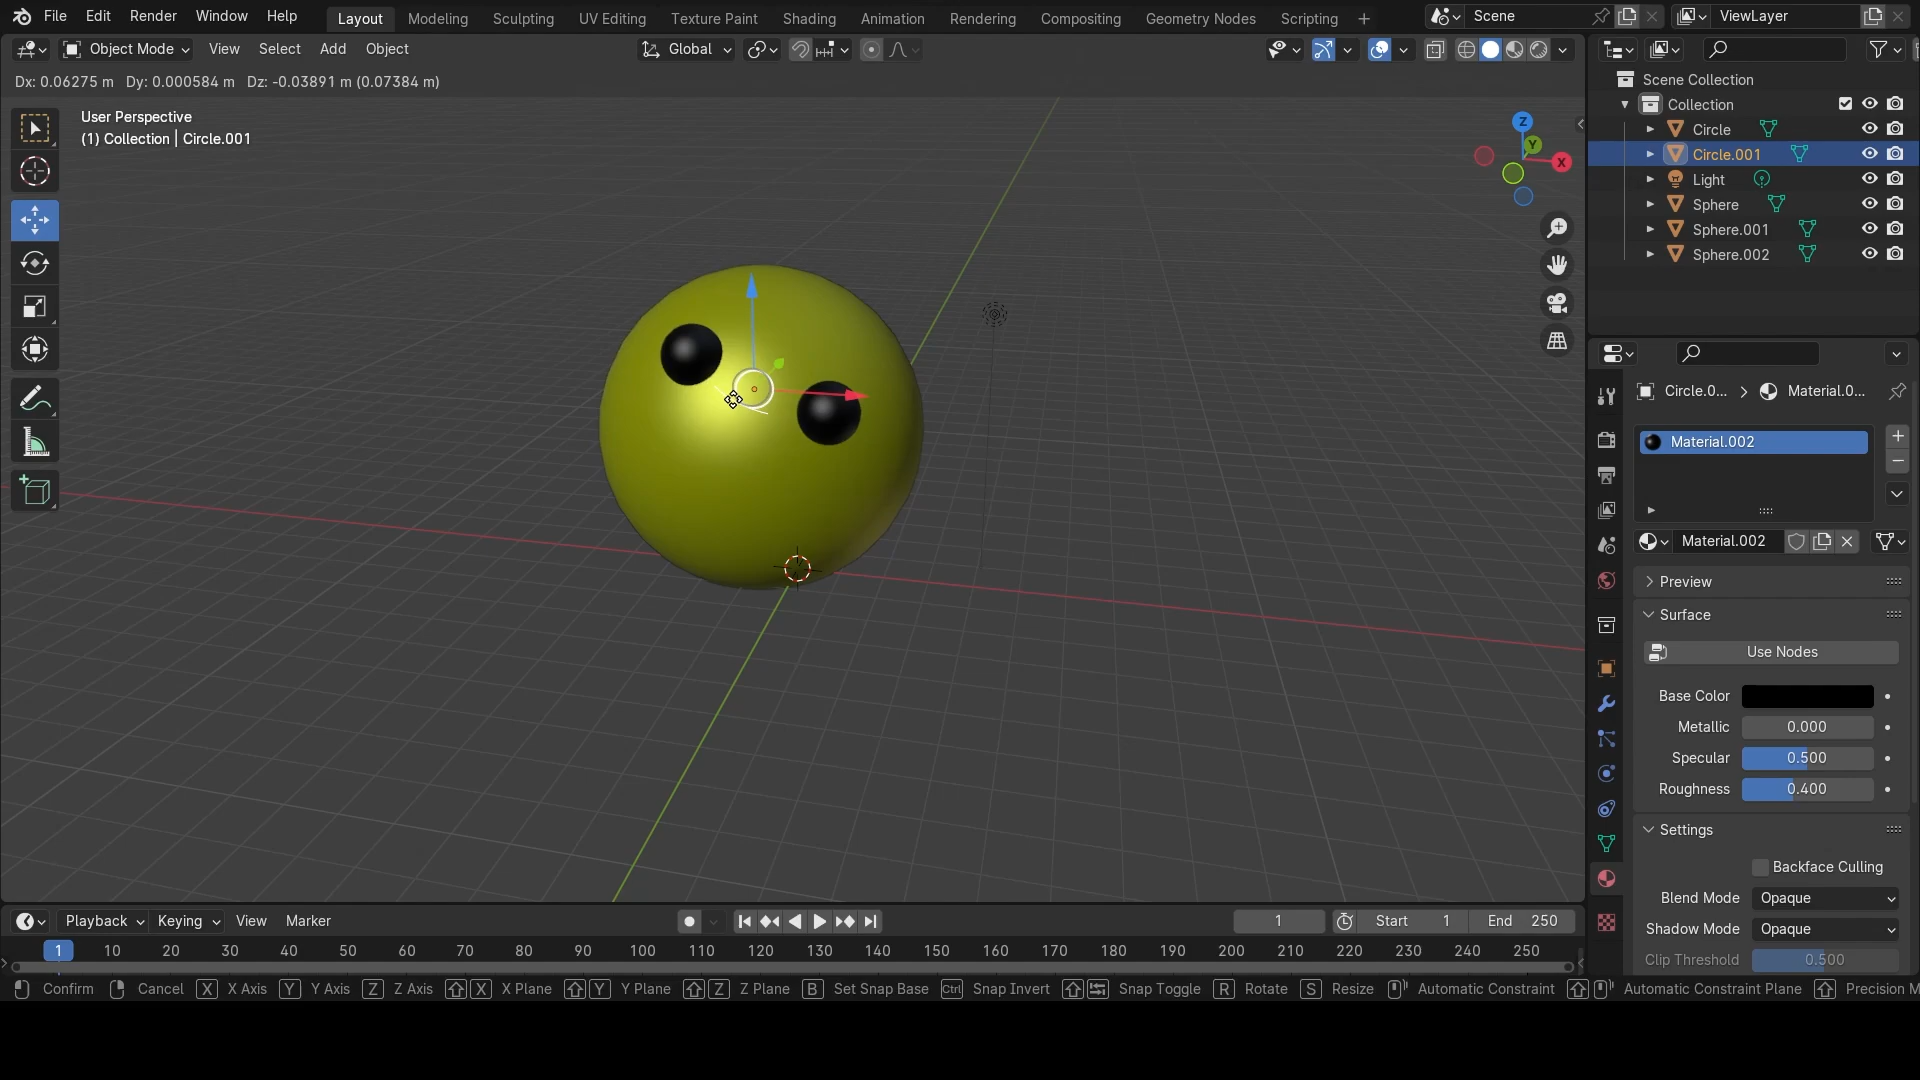 File Edit Render Window Help Layout Modeling Sculpting UV Editing Texture Paint Shading Animation Rendering Compositing Geometry Nodes Scripting + Scene ViewLayer
Object Mode View Select Add Object Global
Dx: 0.06275 m Dy: 0.000584 m Dz: -0.03891 m (0.07384 m)
User Perspective
(1) Collection | Circle.001
Z
Y
X
Scene Collection
Collection
Circle
Circle.001
Light
Sphere
Sphere.001
Sphere.002
Circle.0... > Material.0...
Material.002
Material.002
Preview
Surface
Use Nodes
Base Color
Metallic 0.000
Specular 0.500
Roughness 0.400
Settings
Backface Culling
Blend Mode Opaque
Shadow Mode Opaque
Clip Threshold 0.500
Playback Keying View Marker 1 Start 1 End 250
1 10 20 30 40 50 60 70 80 90 100 110 120 130 140 150 160 170 180 190 200 210 220 230 240 250
Confirm Cancel X X Axis Y Y Axis Z Z Axis X X Plane Y Y Plane Z Z Plane B Set Snap Base Ctrl Snap Invert Snap Toggle R Rotate S Resize Automatic Constraint Automatic Constraint Plane Precision M